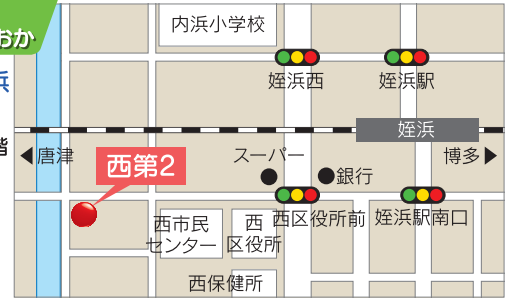 おか
内浜小学校
浜
姪浜西
姪浜駅
姪浜
階
唐津
スーパー
博多
西第2
銀行
西市民
センター
西
区役所
西区役所前
姪浜駅南口
西保健所